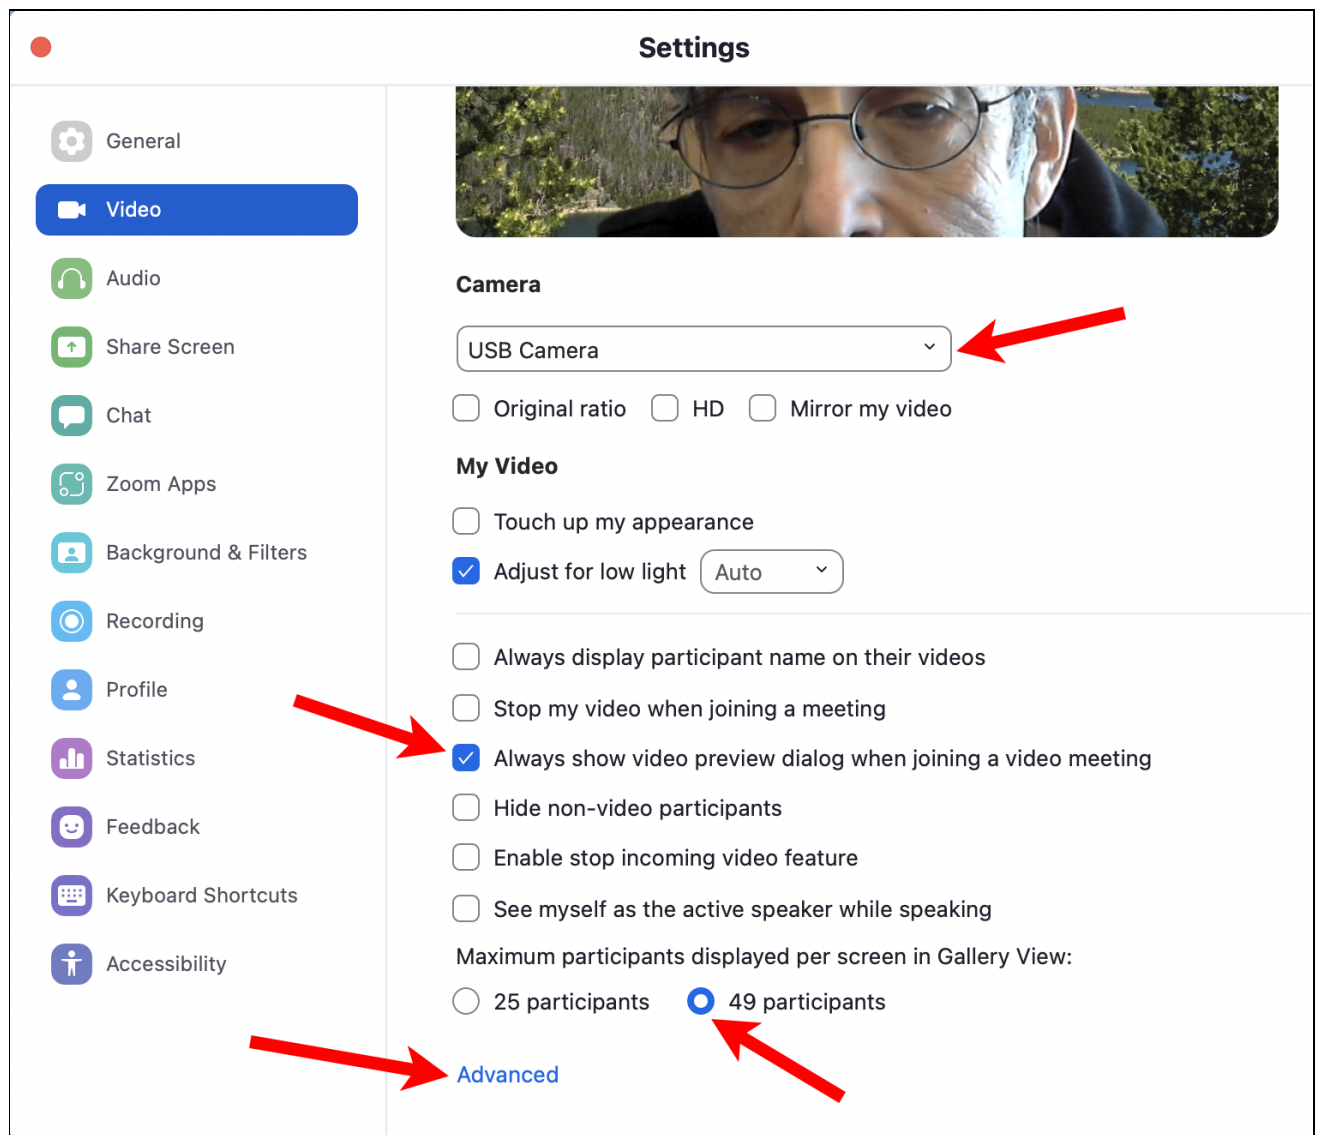 Settings
General
Video
Audio
Share Screen
Chat
Zoom Apps
Background & Filters
Recording
Profile
Statistics
Feedback
Keyboard Shortcuts
Accessibility
Camera
USB Camera
Original ratio HD Mirror my video
My Video
Touch up my appearance
Adjust for low light Auto
Always display participant name on their videos
Stop my video when joining a meeting
Always show video preview dialog when joining a video meeting
Hide non-video participants
Enable stop incoming video feature
See myself as the active speaker while speaking
Maximum participants displayed per screen in Gallery View:
25 participants 49 participants
Advanced